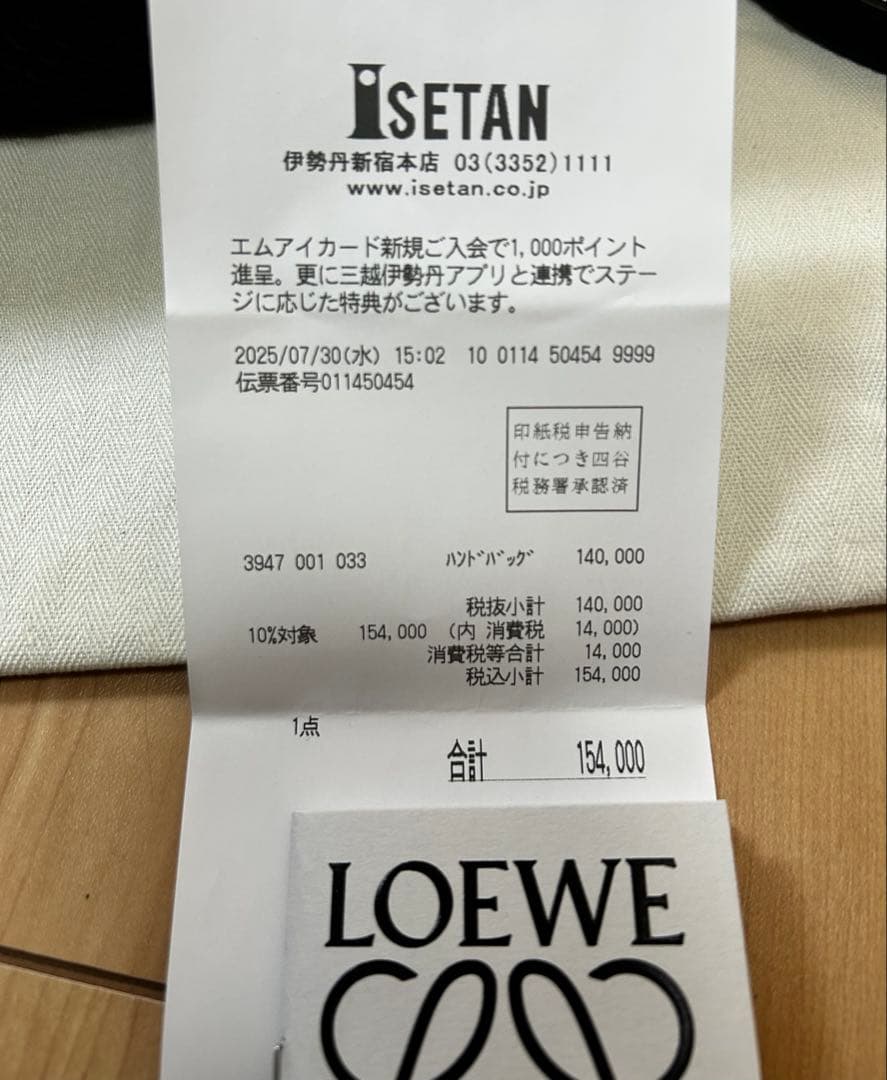 ISETAN
伊勢丹新宿本店 03(3352)1111
www.isetan.co.jp
エムアイカード新規ご入会で1,000ポイント
進呈。更に三越伊勢丹アプリと連携でステー
ジに応じた特典がございます。
2025/07/30(水) 15:02 10 0114 50454 9999
伝票番号011450454
印紙税申告納
付につき四谷
税務署承認済
3947 001 033 ﾊﾝﾄﾞﾊﾞｯｸﾞ 140,000
税抜小計 140,000
10%対象 154,000 (内 消費税 14,000)
消費税等合計 14,000
税込小計 154,000
1点
合計 154,000
LOEWE